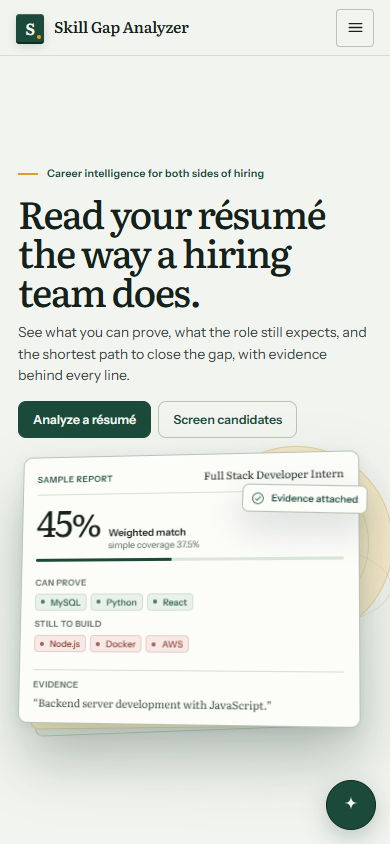 S.
Skill Gap Analyzer
Career intelligence for both sides of hiring
Read your résumé
the way a hiring
team does.
See what you can prove, what the role still expects, and
the shortest path to close the gap, with evidence
behind every line.
Analyze a résumé
Screen candidates
SAMPLE REPORT
Full Stack Developer Intern
Evidence attached
45%
Weighted match
simple coverage 37.5%
CAN PROVE
MySQL
Python
React
STILL TO BUILD
Node.js
Docker
AWS
EVIDENCE
“Backend server development with JavaScript.”